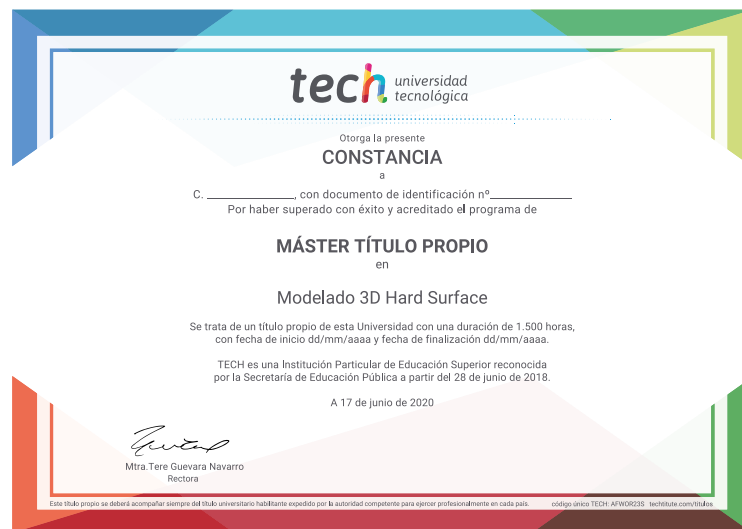 tech universidad
tecnológica
Otorga la presente
CONSTANCIA
a
C. ________________, con documento de identificación nº______________
Por haber superado con éxito y acreditado el programa de
MÁSTER TÍTULO PROPIO
en
Modelado 3D Hard Surface
Se trata de un título propio de esta Universidad con una duración de 1.500 horas,
con fecha de inicio dd/mm/aaaa y fecha de finalización dd/mm/aaaa.
TECH es una Institución Particular de Educación Superior reconocida
por la Secretaría de Educación Pública a partir del 28 de junio de 2018.
A 17 de junio de 2020
Mtra.Tere Guevara Navarro
Rectora
Este título propio se deberá acompañar siempre del título universitario habilitante expedido por la autoridad competente para ejercer profesionalmente en cada país. código único TECH: AFWOR23S techtitute.com/títulos